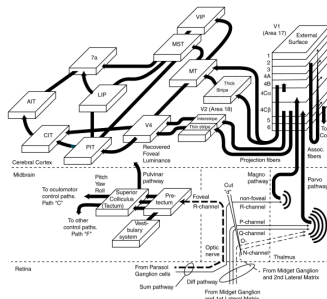 VIP
V1
(Area 17)
External
Surface
MST
7a
MT
1
2
3
4A
4B
4Cα
4Cβ
5
6
LIP
Thick
Stripe
V2 (Area 18)
AIT
Interstripe
Thin stripe
V4
CIT
PIT
Recovered
Foveal
Luminance
To
Assoc.
fibers
Projection fibers
Cerebral Cortex
Midbrain
Pulvinar
pathway
Cut
"d"
Magno
pathway
Parvo
pathway
Pitch
Yaw
Roll
To oculomotor
control paths.
Path "C"
Superior
Colliculus
(Tectum)
Pre-
tectum
Foveal
R-channel
non-foveal
R-channel
P-channel
Q-channel
O-
N-channel
To other
control paths.
Path "F"
Vesti-
bulary
system
Optic
nerve
Thalmus
Retina
From Parasol
Ganglion cells
Sum pathway
Diff pathway
From Midget Ganglion
and 2nd Lateral Matrix
From Midget Ganglion
and 1st Lateral Matrix